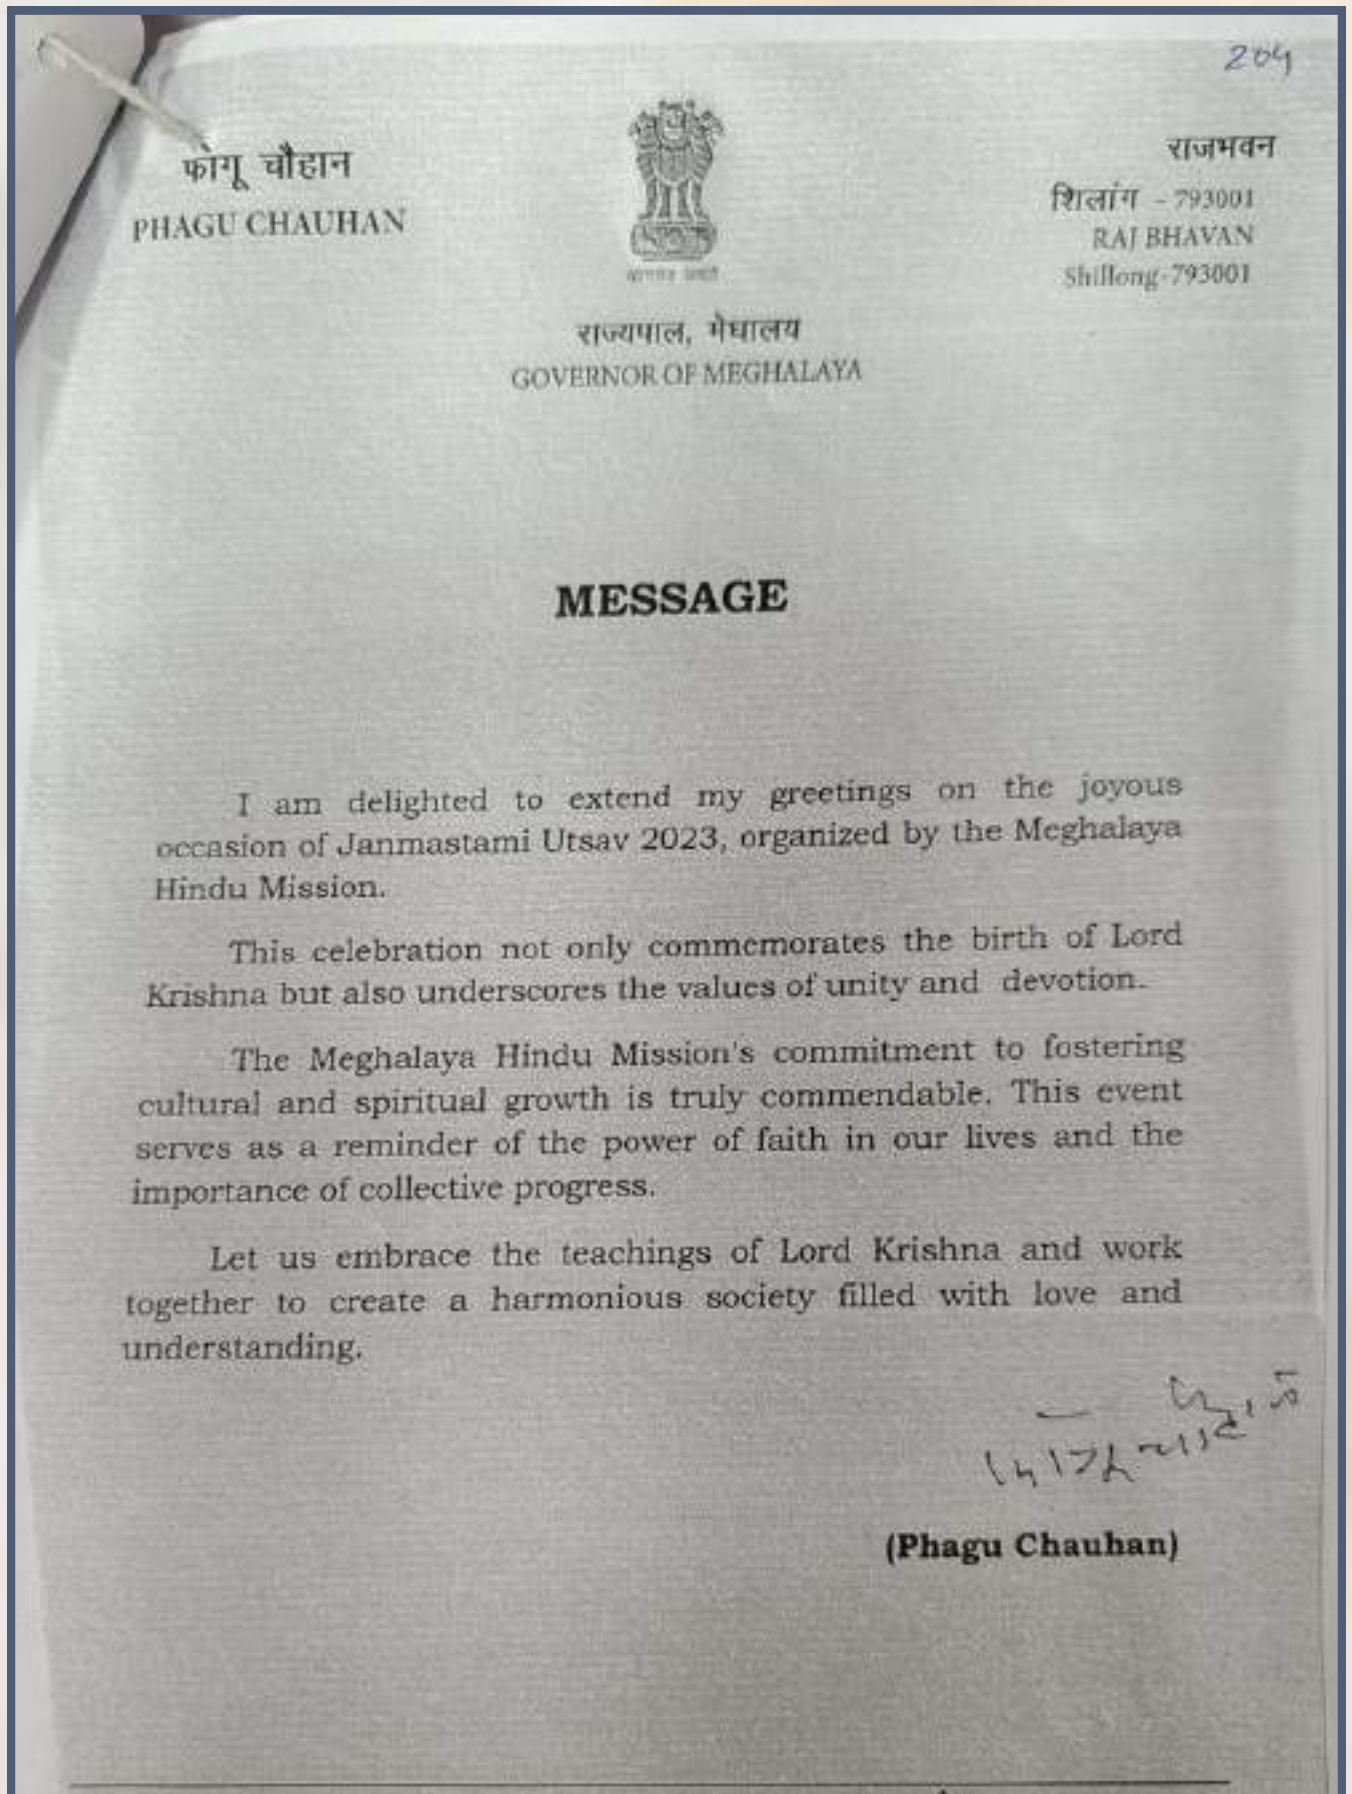 204
फागू चौहान
PHAGU CHAUHAN
राजभवन
शिलांग - 793001
RAJ BHAVAN
Shillong-793001
राज्यपाल, मेघालय
GOVERNOR OF MEGHALAYA
MESSAGE
I am delighted to extend my greetings on the joyous
occasion of Janmastami Utsav 2023, organized by the Meghalaya
Hindu Mission.
This celebration not only commemorates the birth of Lord
Krishna but also underscores the values of unity and devotion.
The Meghalaya Hindu Mission's commitment to fostering
cultural and spiritual growth is truly commendable. This event
serves as a reminder of the power of faith in our lives and the
importance of collective progress.
Let us embrace the teachings of Lord Krishna and work
together to create a harmonious society filled with love and
understanding.
(Phagu Chauhan)